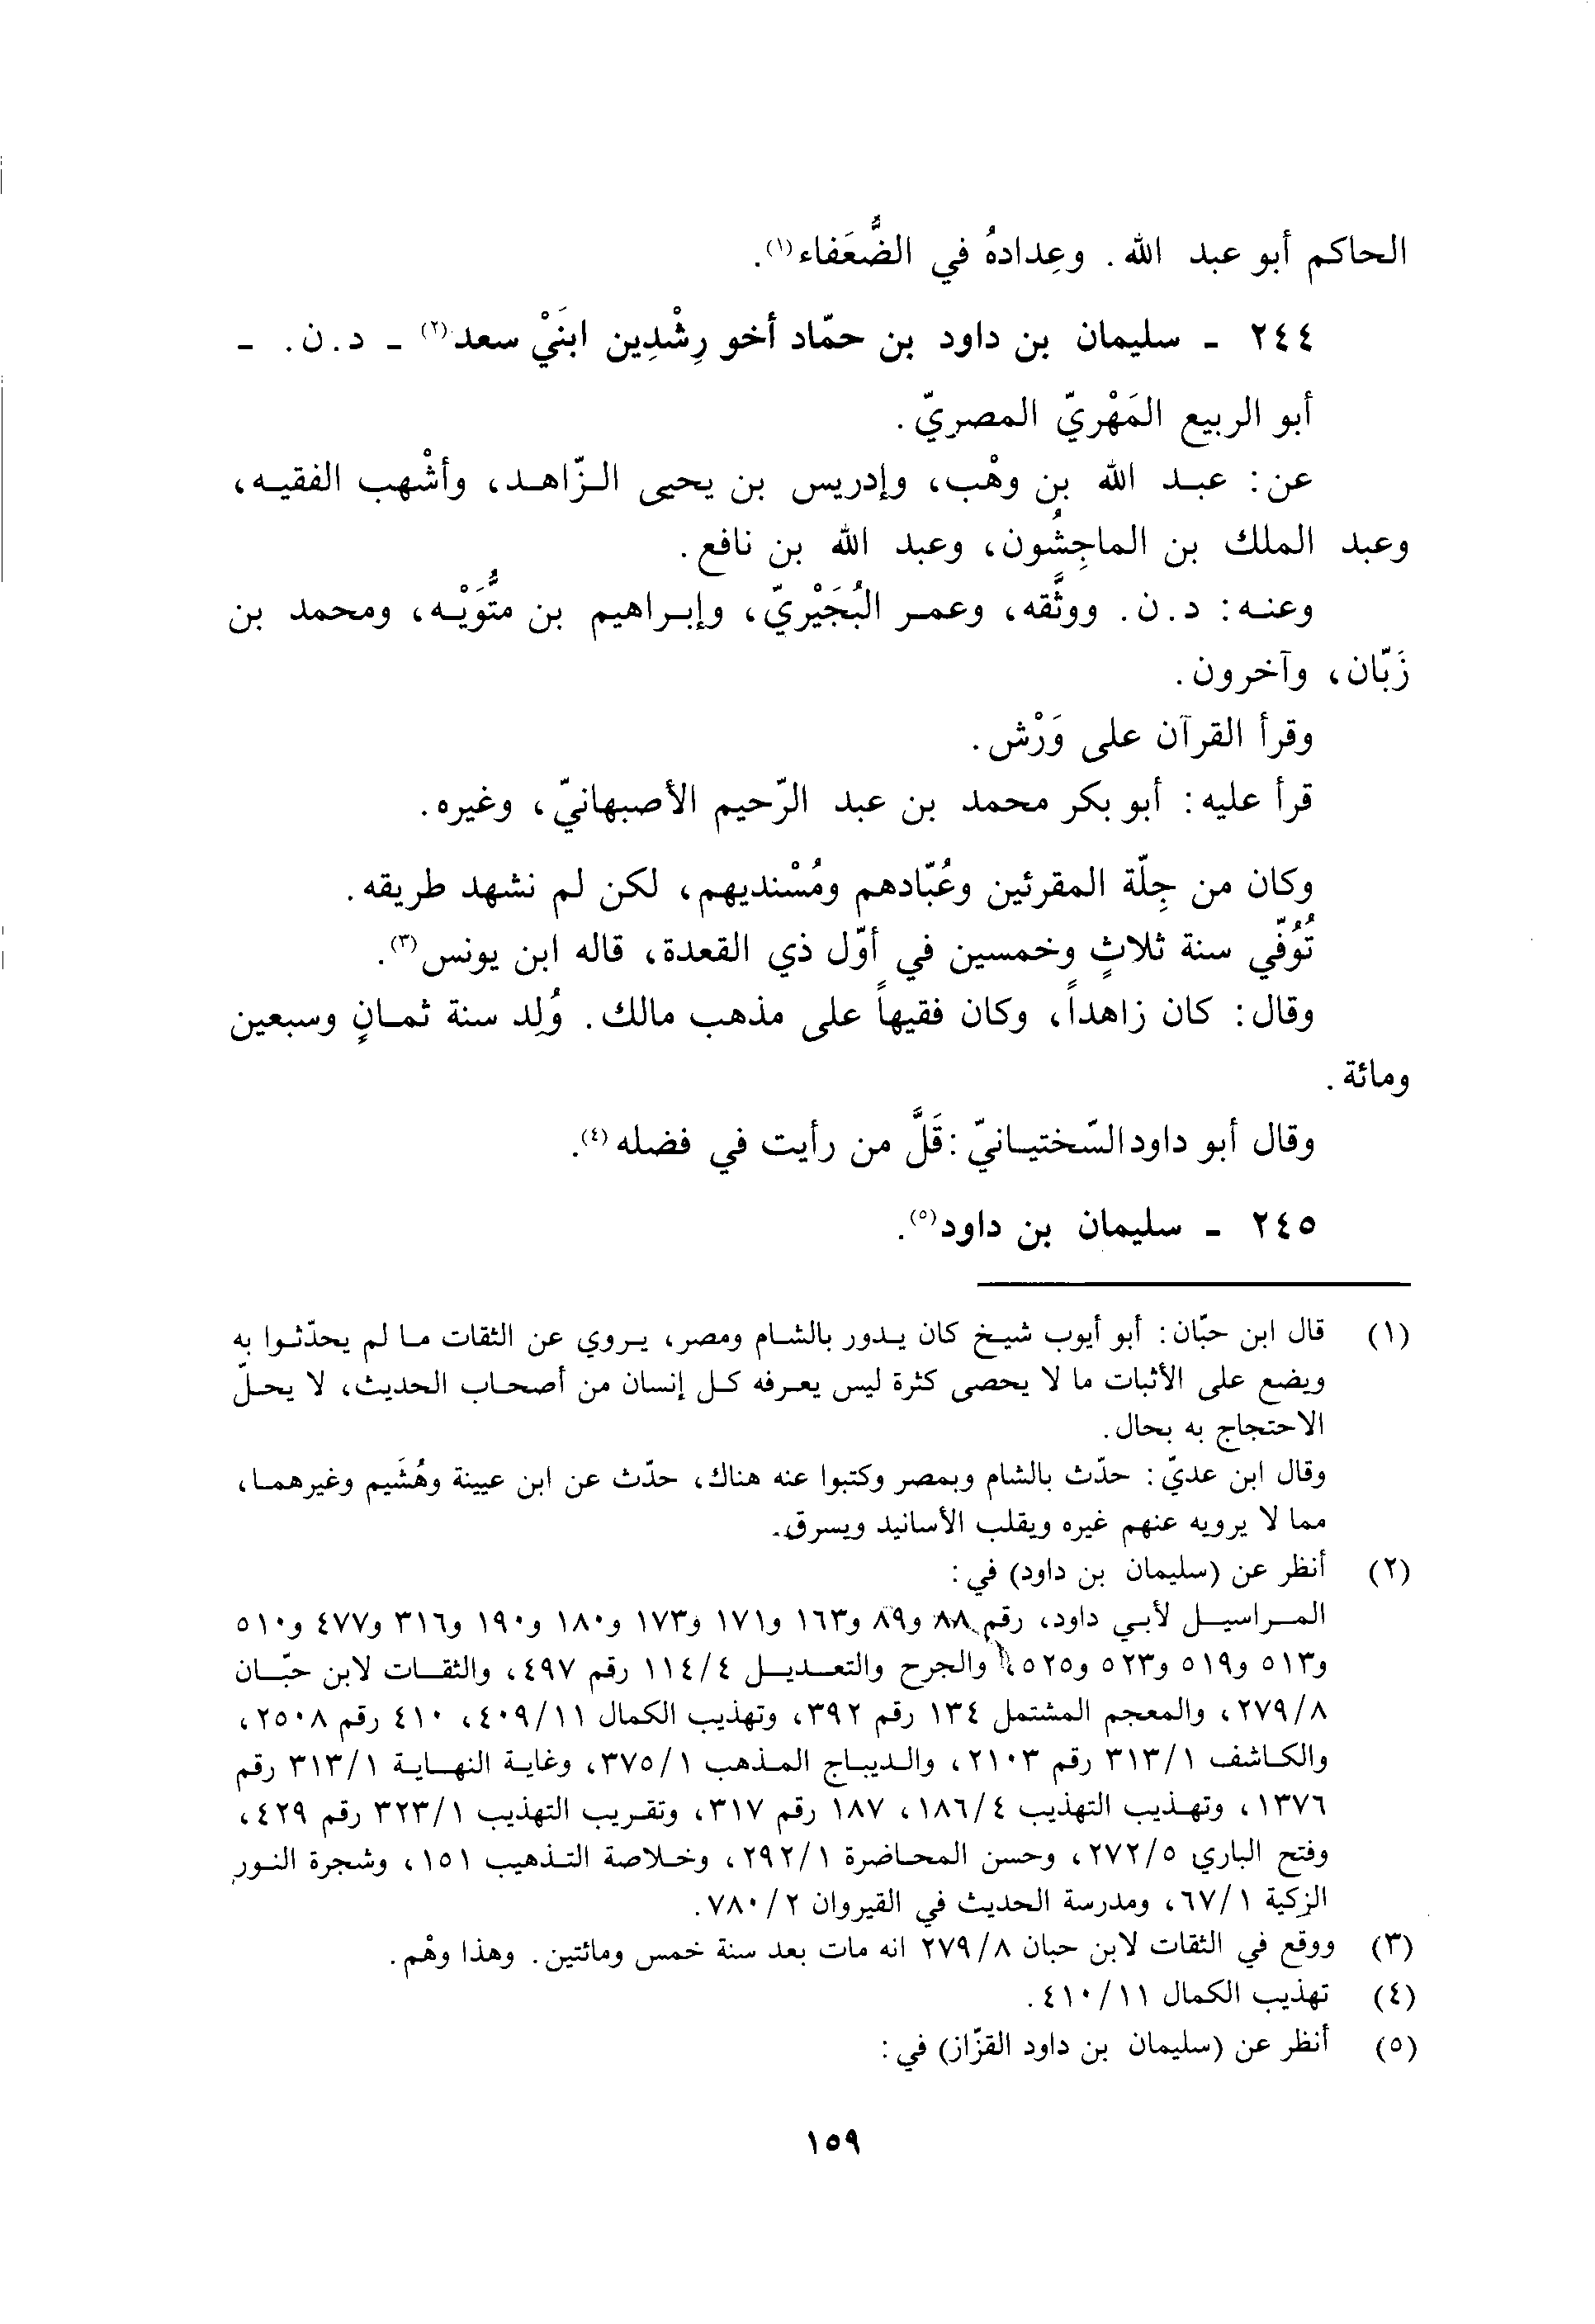 الحاكم أبو عبد الله. وعِدادهُ في الضُّعَفاء(١).
٢٤٤ - سليمان بن داود بن حمّاد أخو رِشْدِين ابنَيْ سعد(٢) - د.ن. -
أبو الربيع المَهْريّ المصريّ.
عن: عبد الله بن وهْب، وإدريس بن يحيى الزّاهد، وأشْهب الفقيه،
وعبد الملك بن الماجِشُون، وعبد الله بن نافع.
وعنه: د.ن. ووثَّقه، وعمر البُجَيْريّ، وإبراهيم بن متُّوَيْه، ومحمد بن
زَبّان، وآخرون.
وقرأ القرآن على وَرْش.
قرأ عليه: أبو بكر محمد بن عبد الرّحيم الأصبهانيّ، وغيره.
وكان من جِلّة المقرئين وعُبّادهم ومُسْنديهم، لكن لم نشهد طريقه.
تُوُفّي سنة ثلاثٍ وخمسين في أوّل ذي القعدة، قاله ابن يونس(٣).
وقال: كان زاهداً، وكان فقيهاً على مذهب مالك. وُلِد سنة ثمانٍ وسبعين
ومائة.
وقال أبو داود السّختيانيّ: قَلَّ من رأيت في فضله(٤).
٢٤٥ - سليمان بن داود(٥).
(١) قال ابن حبّان: أبو أيوب شيخ كان يدور بالشام ومصر، يروي عن الثقات ما لم يحدّثوا به
ويضع على الأثبات ما لا يحصى كثرة ليس يعرفه كل إنسان من أصحاب الحديث، لا يحلّ
الاحتجاج به بحال.
وقال ابن عديّ: حدّث بالشام وبمصر وكتبوا عنه هناك، حدّث عن ابن عيينة وهُشَيم وغيرهما،
مما لا يرويه عنهم غيره ويقلب الأسانيد ويسرق.
(٢) أنظر عن (سليمان بن داود) في:
المراسيل لأبي داود، رقم ٨٨ و٨٩ و١٦٣ و١٧١ و١٧٣ و١٨٠ و١٩٠ و٣١٦ و٤٧٧ و٥١٠
و٥١٣ و٥١٩ و٥٢٣ و٥٢٥، والجرح والتعديل ١١٤/٤ رقم ٤٩٧، والثقات لابن حبّان
٢٧٩/٨، والمعجم المشتمل ١٣٤ رقم ٣٩٢، وتهذيب الكمال ٤٠٩/١١، ٤١٠ رقم ٢٥٠٨،
والكاشف ٣١٣/١ رقم ٢١٠٣، والديباج المذهب ٣٧٥/١، وغاية النهاية ٣١٣/١ رقم
١٣٧٦، وتهذيب التهذيب ١٨٦/٤، ١٨٧ رقم ٣١٧، وتقريب التهذيب ٣٢٣/١ رقم ٤٢٩،
وفتح الباري ٢٧٢/٥، وحسن المحاضرة ٢٩٢/١، وخلاصة التذهيب ١٥١، وشجرة النور
الزكية ٦٧/١، ومدرسة الحديث في القيروان ٧٨٠/٢.
(٣) ووقع في الثقات لابن حبان ٢٧٩/٨ انه مات بعد سنة خمس ومائتين. وهذا وهْم.
(٤) تهذيب الكمال ٤١٠/١١.
(٥) أنظر عن (سليمان بن داود القزّاز) في:
١٥٩